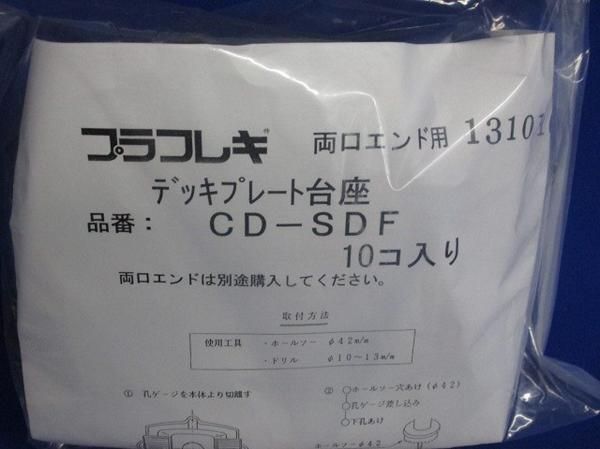 プラフレキ® 両口エンド用 13101
デッキプレート台座
品番： CD－SDF
10コ入り
両口エンドは別途購入してください。
取付方法
使用工具 ・ホールソー φ42m/m
・ドリル φ10～13m/m
① 孔ゲージを本体より切離す
② ホールソー穴あけ（φ42）
孔ゲージ差し込み
下孔あけ
ホールソーφ42